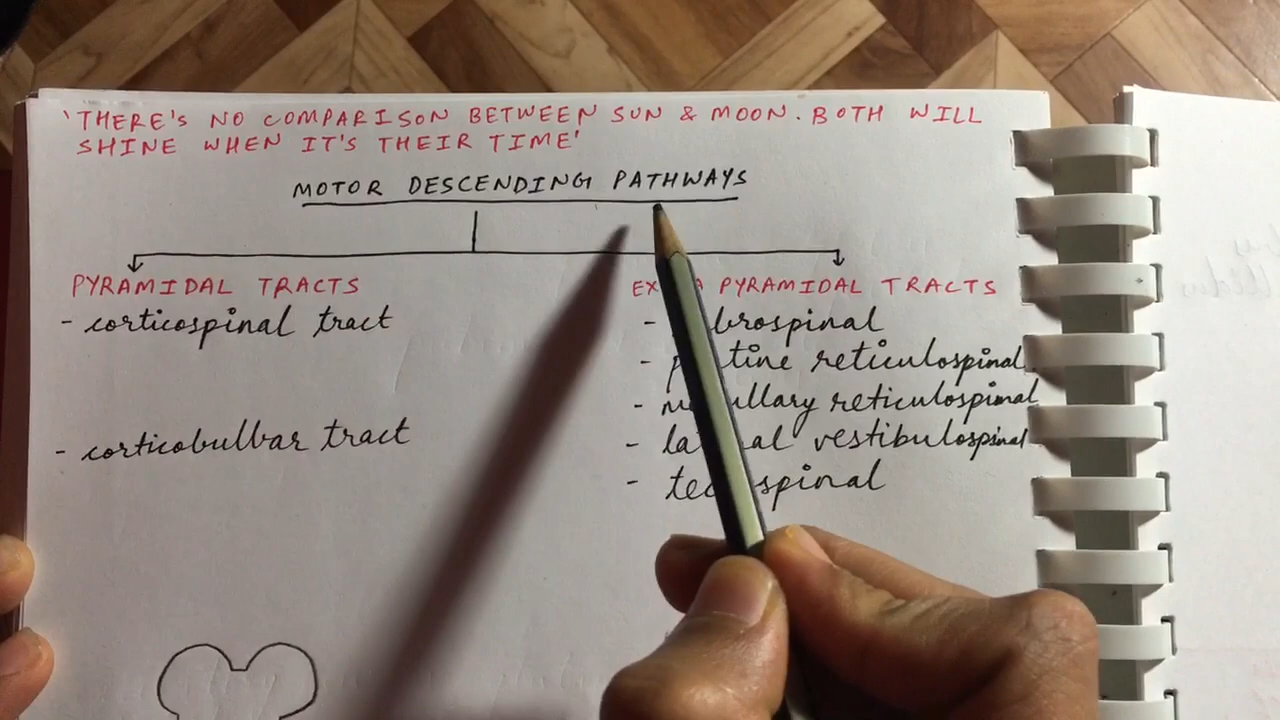 'THERE'S NO COMPARISON BETWEEN SUN & MOON. BOTH WILL
SHINE WHEN IT'S THEIR TIME'
MOTOR DESCENDING PATHWAYS
PYRAMIDAL TRACTS
PYRAMIDAL TRACTS
- corticospinal tract
-
- reticulospinal
- reticulospinal
- corticobulbar tract
- vestibulospinal
-